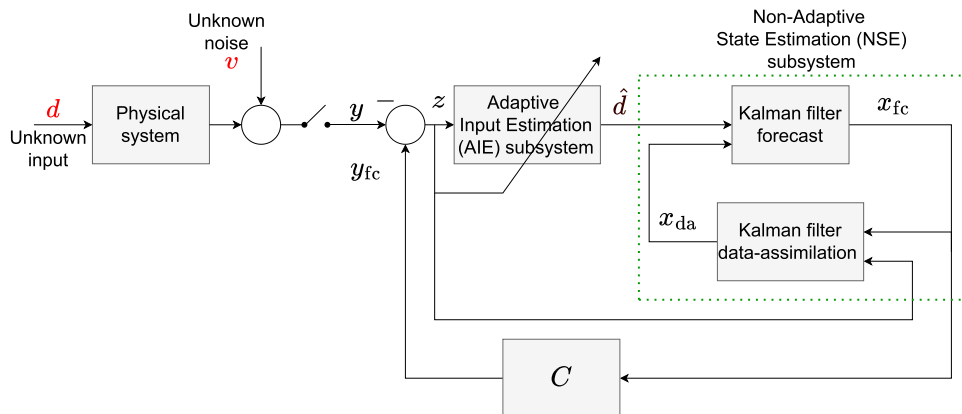 Unknown
noise
v
Non-Adaptive
State Estimation (NSE)
subsystem
d
Unknown
input
Physical
system
y
−
z
Adaptive
Input Estimation
(AIE) subsystem
d̂
Kalman filter
forecast
x_fc
y_fc
x_da
Kalman filter
data-assimilation
C